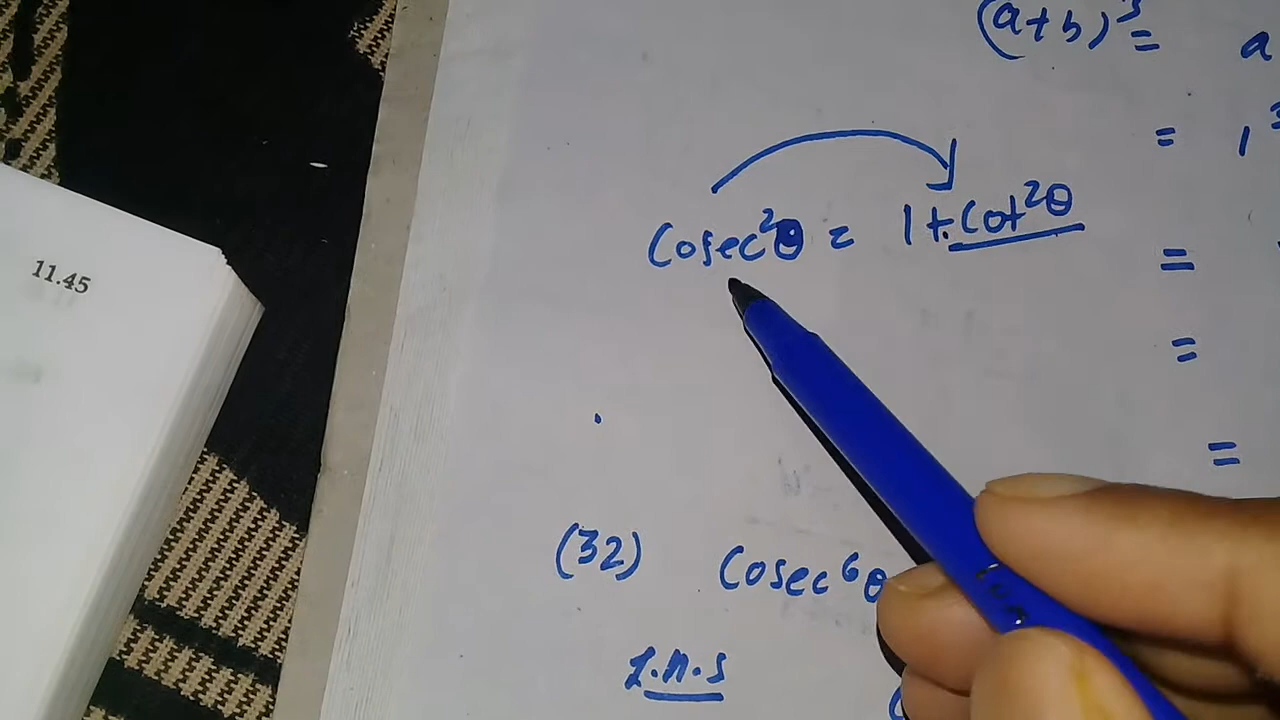 (a+b)³ = a
= 1³
Cosec²θ = 1+Cot²θ
=
=
=
11.45
(32) Cosec⁶θ
L.H.S